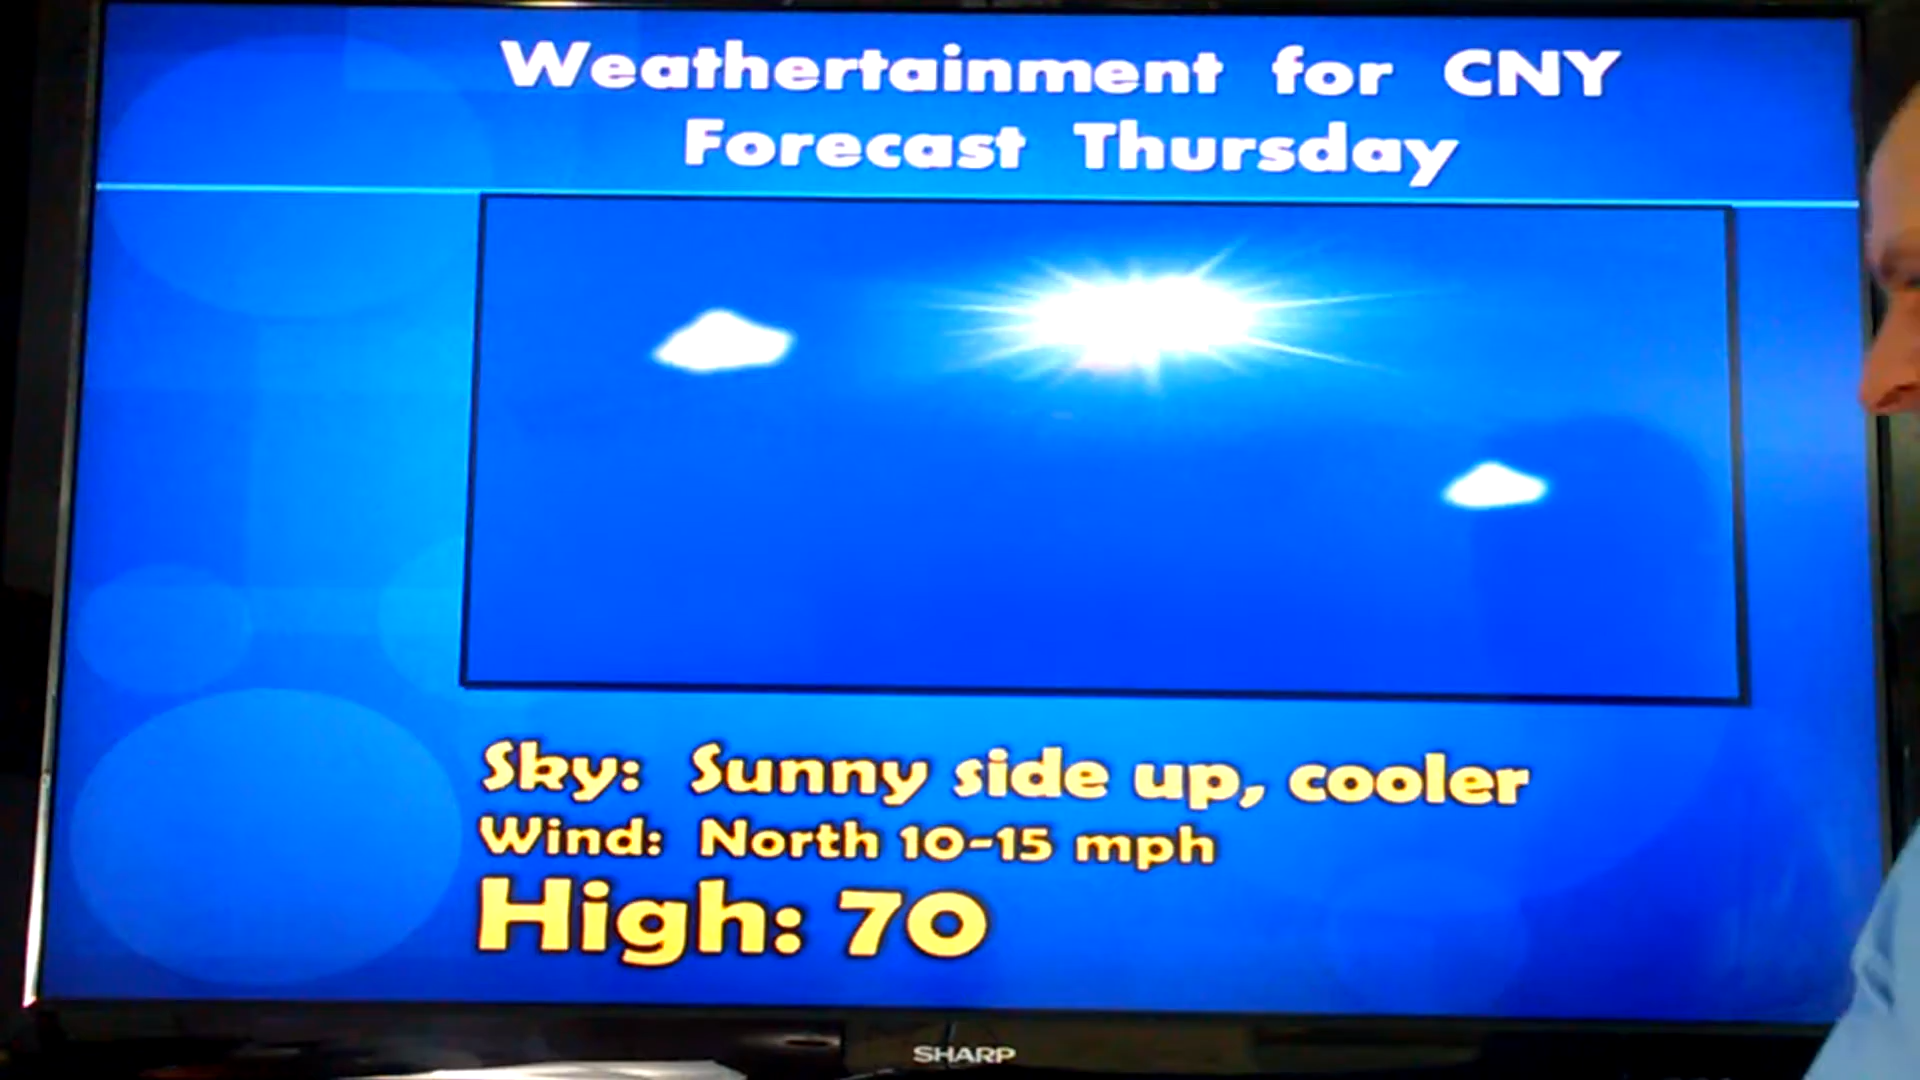 Weathertainment for CNY
Forecast Thursday
Sky: Sunny side up, cooler
Wind: North 10-15 mph
High: 70
SHARP